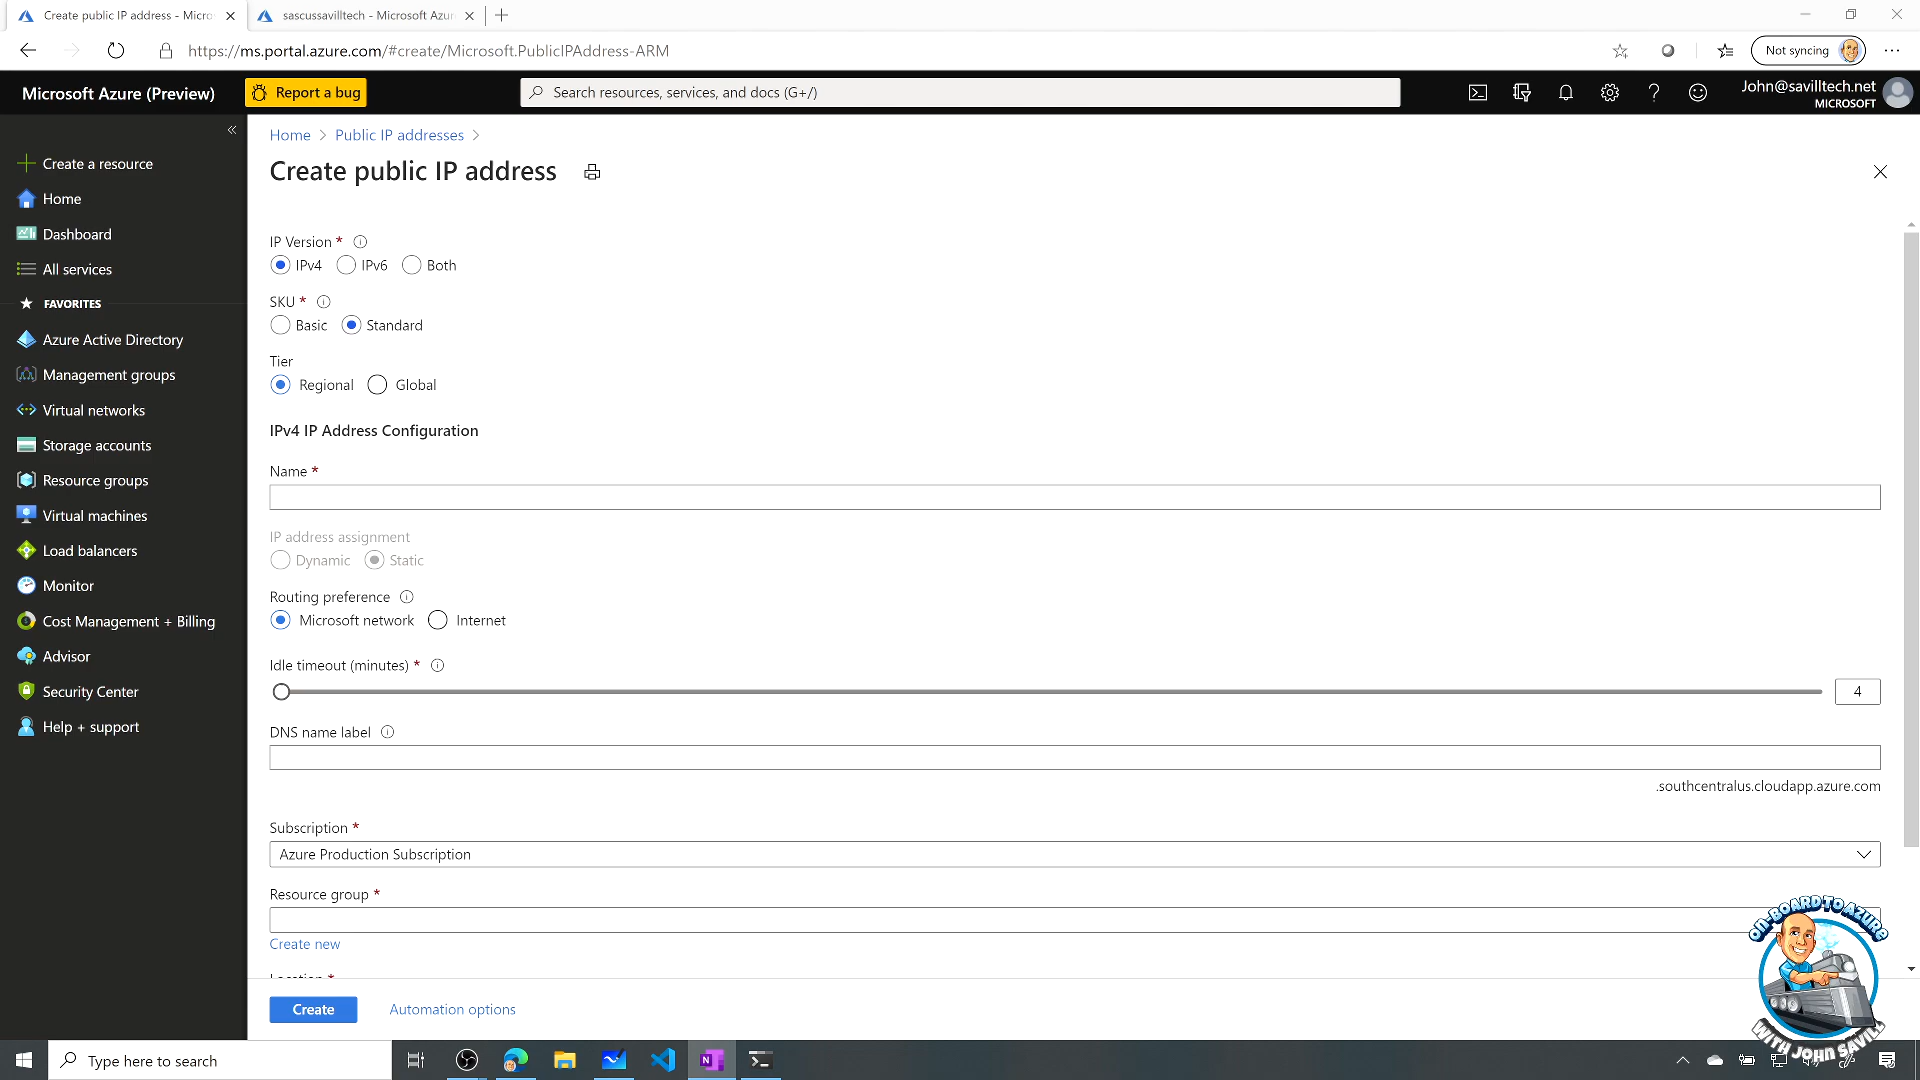 Create public IP address - Micro
sascussavilltech - Microsoft Azur
https://ms.portal.azure.com/#create/Microsoft.PublicIPAddress-ARM
Not syncing
Microsoft Azure (Preview)
Report a bug
Search resources, services, and docs (G+/)
John@savilltech.net
MICROSOFT
Create a resource
Home
Dashboard
All services
FAVORITES
Azure Active Directory
Management groups
Virtual networks
Storage accounts
Resource groups
Virtual machines
Load balancers
Monitor
Cost Management + Billing
Advisor
Security Center
Help + support
Home > Public IP addresses >
Create public IP address
IP Version *
IPv4 IPv6 Both
SKU *
Basic Standard
Tier
Regional Global
IPv4 IP Address Configuration
Name *
IP address assignment
Dynamic Static
Routing preference
Microsoft network Internet
Idle timeout (minutes) *
4
DNS name label
.southcentralus.cloudapp.azure.com
Subscription *
Azure Production Subscription
Resource group *
Create new
Location *
Create
Automation options
ON-BOARD TO AZURE
WITH JOHN SAVILL
Type here to search